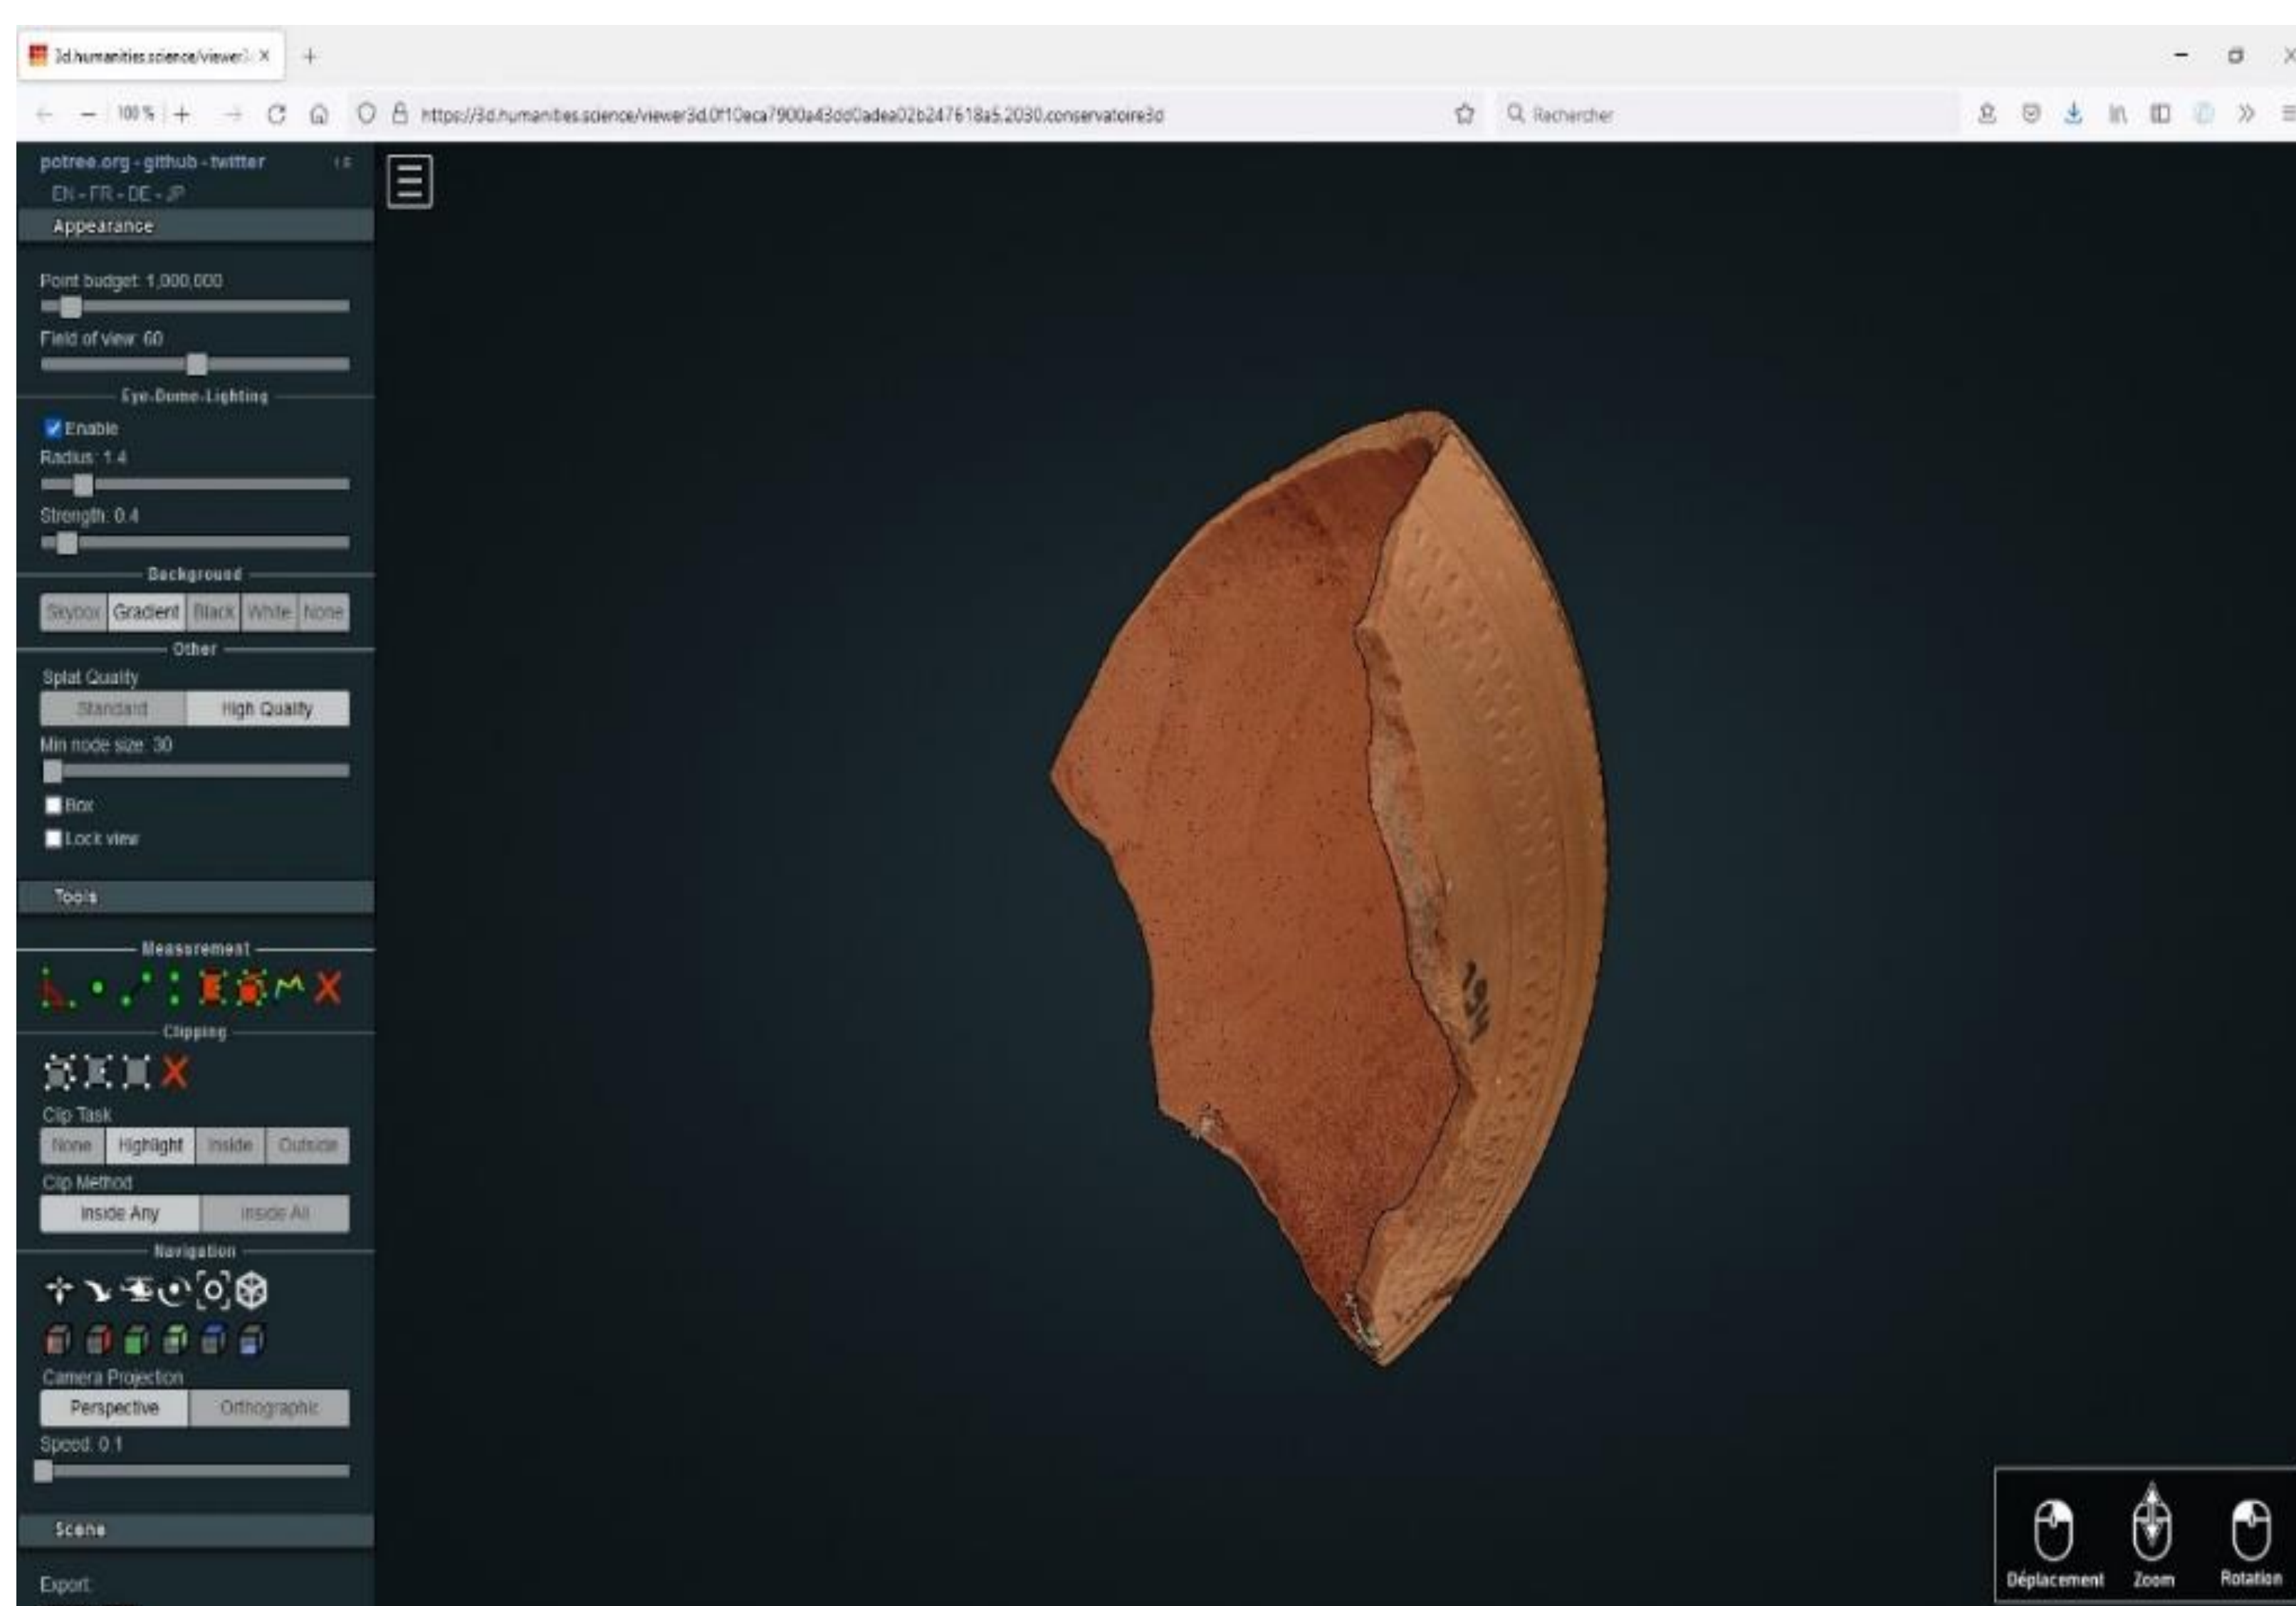 3d.humanities.science/viewer3
100 %
https://3d.humanities.science/viewer3d.0f10eca7900a43dd0adea02b247618a5.2030.conservatoire3d
Rechercher
potree.org - github - twitter
EN - FR - DE - JP
Appearance
Point budget: 1,000,000
Field of view: 60
Eye-Dome-Lighting
Enable
Radius: 1.4
Strength: 0.4
Background
Skybox Gradient Black White None
Other
Splat Quality
Standard High Quality
Min node size: 30
Box
Lock view
Tools
Measurement
Clipping
Clip Task
None Highlight Inside Outside
Clip Method
Inside Any Inside All
Navigation
Camera Projection
Perspective Orthographic
Speed: 0.1
Scene
Export:
Déplacement Zoom Rotation